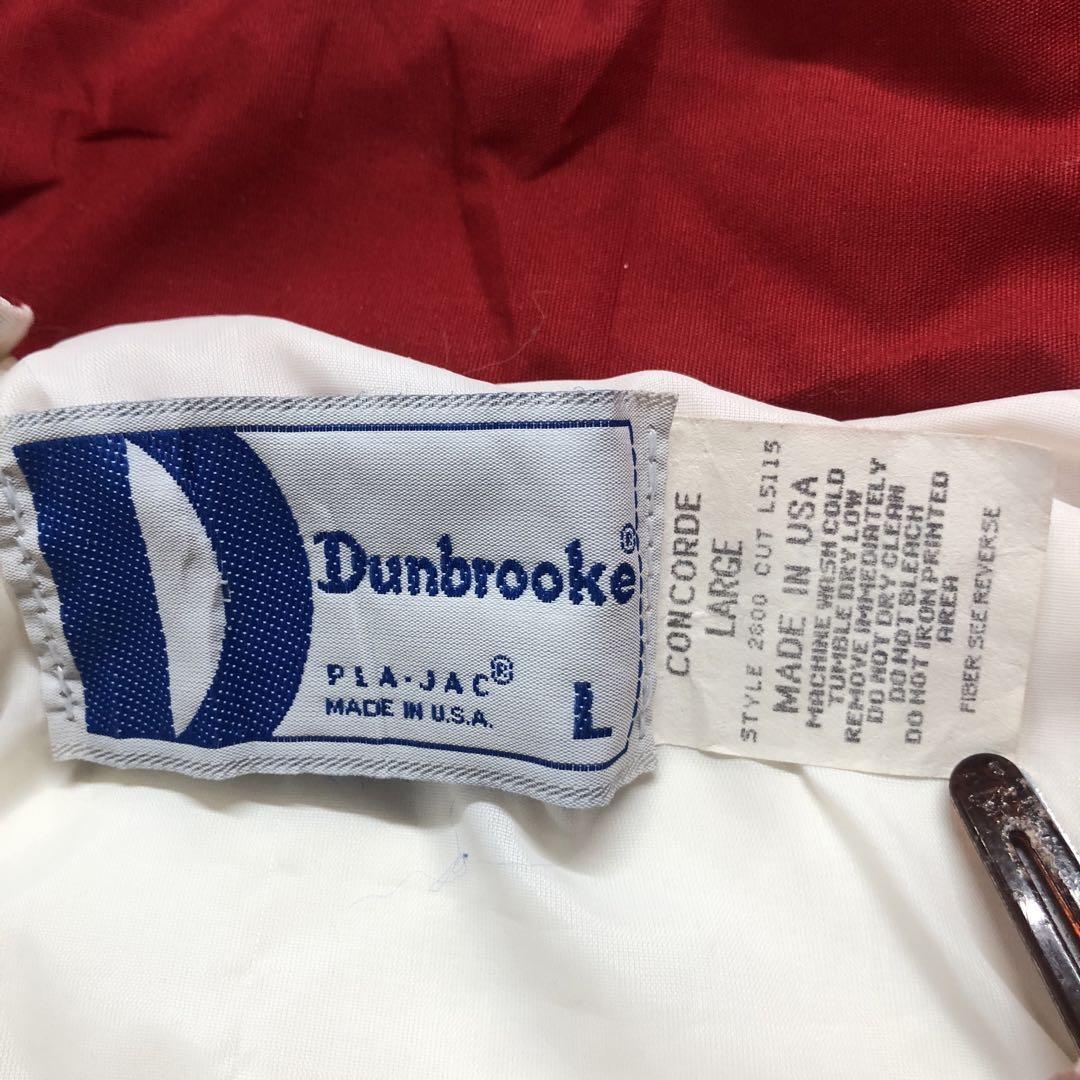 Dunbrooke®
PLA-JAC®
MADE IN U.S.A.
L
CONCORDE
LARGE
STYLE 2800 CUT L5115
MADE IN USA
MACHINE WASH COLD
TUMBLE DRY LOW
REMOVE IMMEDIATELY
DO NOT DRY CLEAN
DO NOT BLEACH
DO NOT IRON PRINTED
AREA
FIBER SEE REVERSE